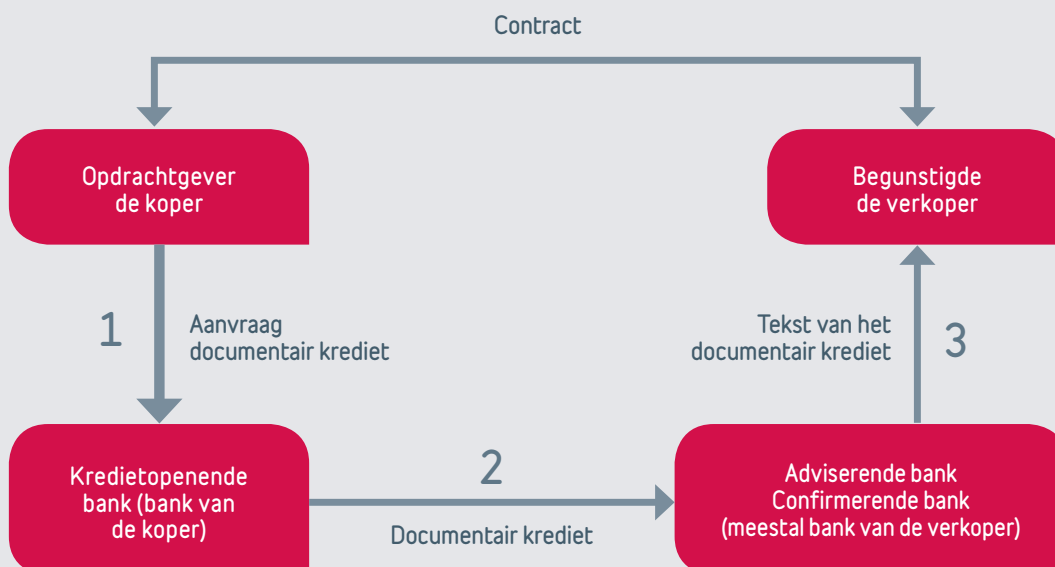 Contract
Opdrachtgever
de koper
Begunstigde
de verkoper
1
Aanvraag
documentair krediet
Tekst van het
documentair krediet
3
Kredietopenende
bank (bank van
de koper)
2
Documentair krediet
Adviserende bank
Confirmerende bank
(meestal bank van de verkoper)